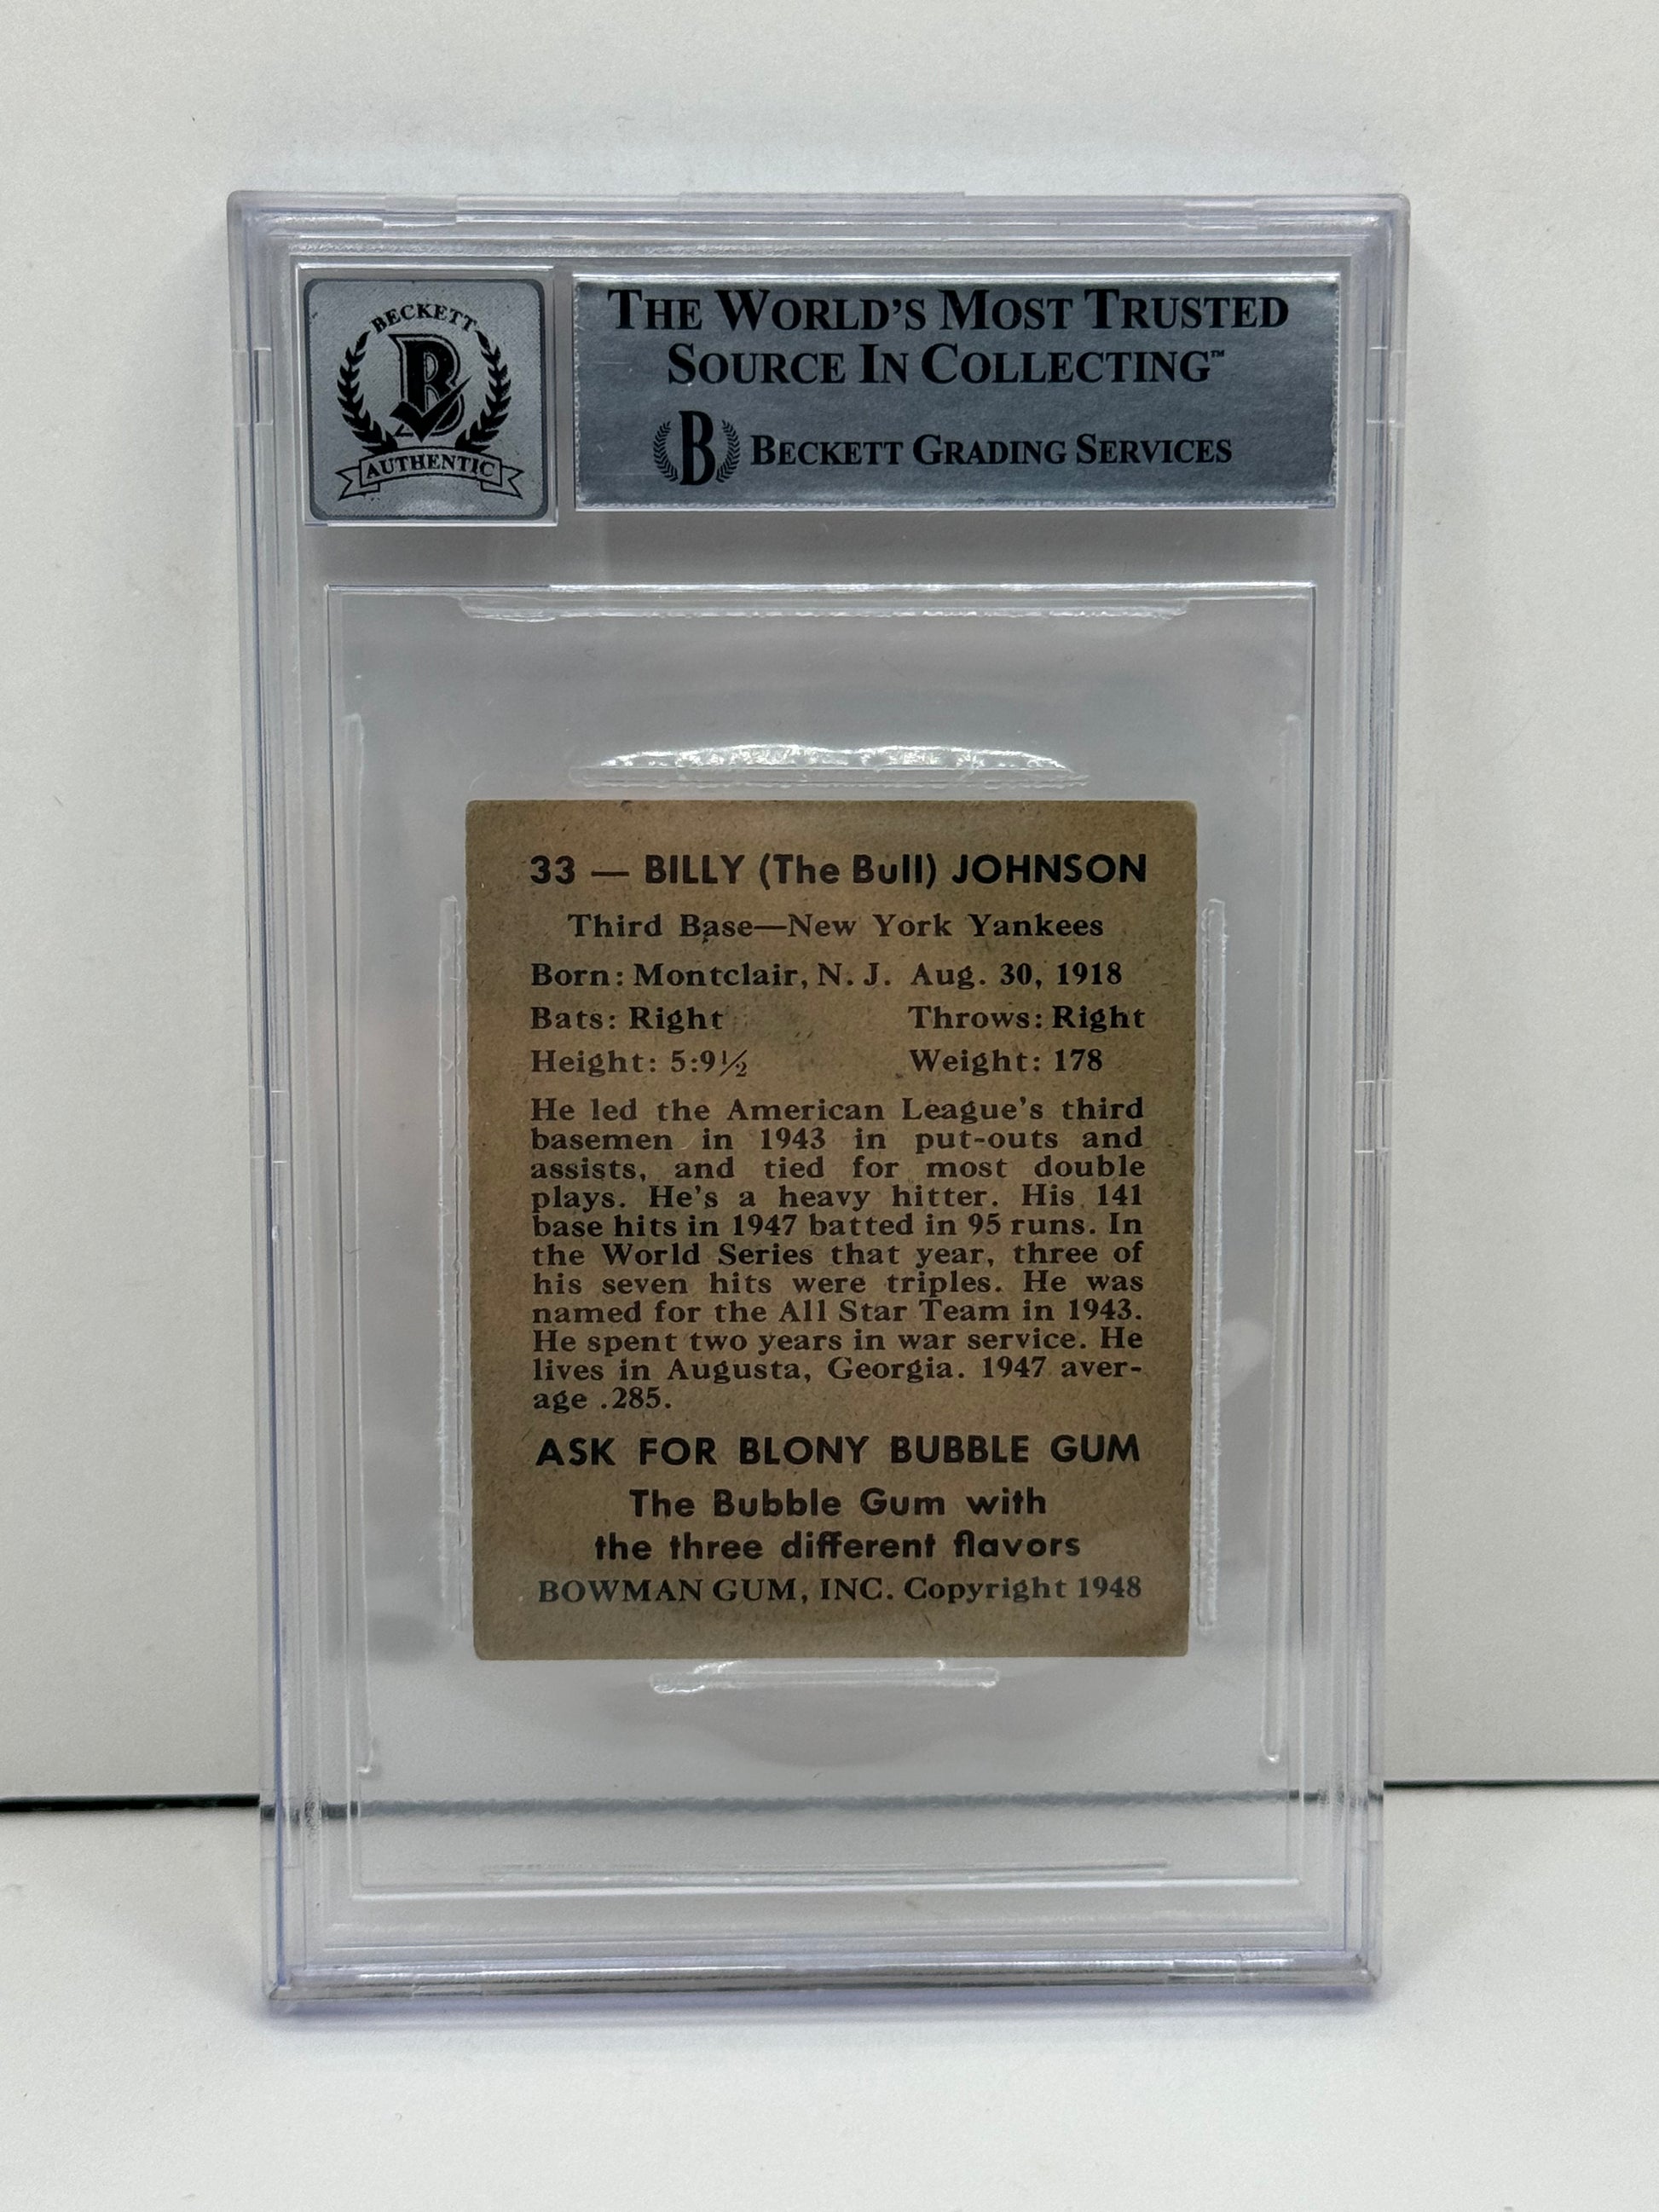 BECKETT
B
AUTHENTIC
THE WORLD'S MOST TRUSTED
SOURCE IN COLLECTING™
B BECKETT GRADING SERVICES
33 — BILLY (The Bull) JOHNSON
Third Base—New York Yankees
Born: Montclair, N. J. Aug. 30, 1918
Bats: Right Throws: Right
Height: 5:9½ Weight: 178
He led the American League's third
basemen in 1943 in put-outs and
assists, and tied for most double
plays. He's a heavy hitter. His 141
base hits in 1947 batted in 95 runs. In
the World Series that year, three of
his seven hits were triples. He was
named for the All Star Team in 1943.
He spent two years in war service. He
lives in Augusta, Georgia. 1947 aver-
age .285.
ASK FOR BLONY BUBBLE GUM
The Bubble Gum with
the three different flavors
BOWMAN GUM, INC. Copyright 1948